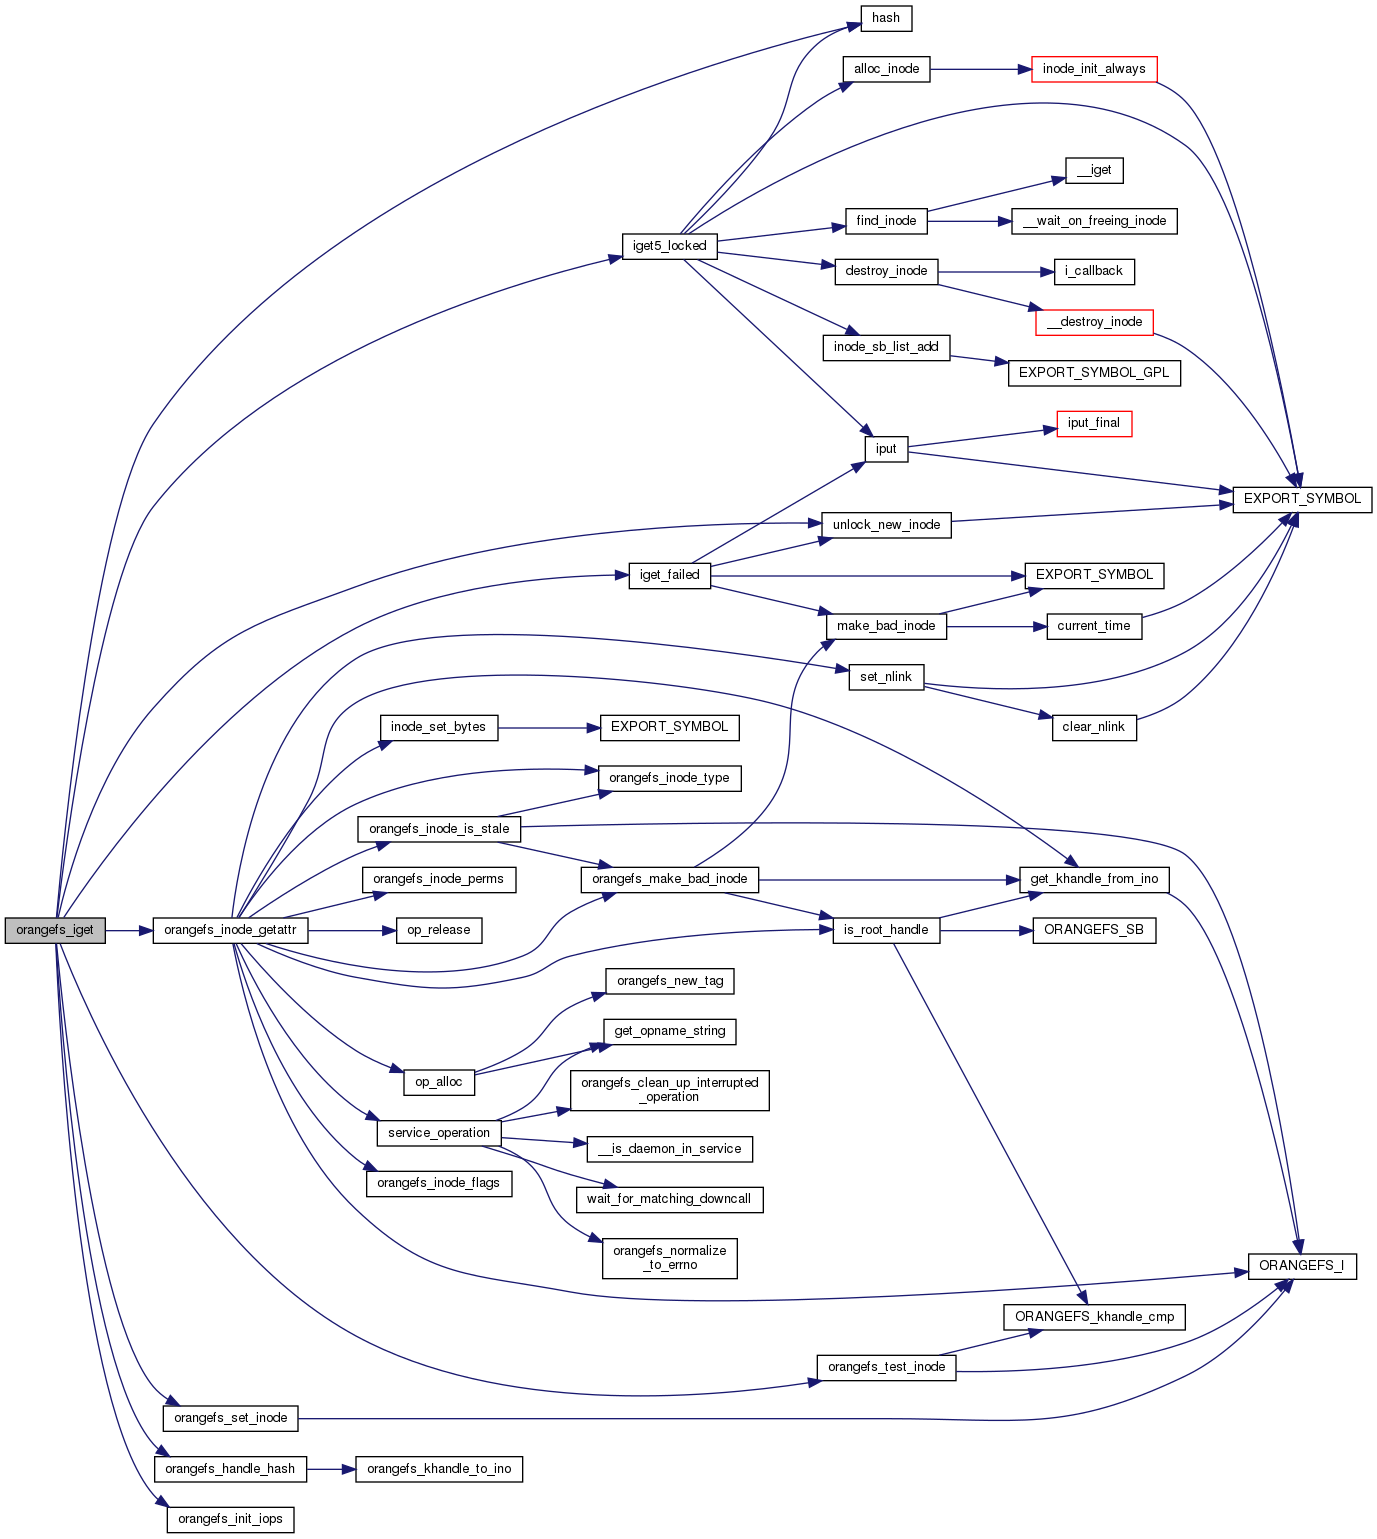 hash
alloc_inode
inode_init_always
__iget
find_inode
__wait_on_freeing_inode
iget5_locked
destroy_inode
i_callback
__destroy_inode
inode_sb_list_add
EXPORT_SYMBOL_GPL
iput_final
iput
EXPORT_SYMBOL
unlock_new_inode
iget_failed
EXPORT_SYMBOL
make_bad_inode
current_time
set_nlink
inode_set_bytes
EXPORT_SYMBOL
clear_nlink
orangefs_inode_type
orangefs_inode_is_stale
orangefs_inode_perms
orangefs_make_bad_inode
get_khandle_from_ino
orangefs_iget
orangefs_inode_getattr
op_release
is_root_handle
ORANGEFS_SB
orangefs_new_tag
get_opname_string
op_alloc
orangefs_clean_up_interrupted
_operation
service_operation
__is_daemon_in_service
orangefs_inode_flags
wait_for_matching_downcall
orangefs_normalize
_to_errno
ORANGEFS_I
ORANGEFS_khandle_cmp
orangefs_test_inode
orangefs_set_inode
orangefs_handle_hash
orangefs_khandle_to_ino
orangefs_init_iops